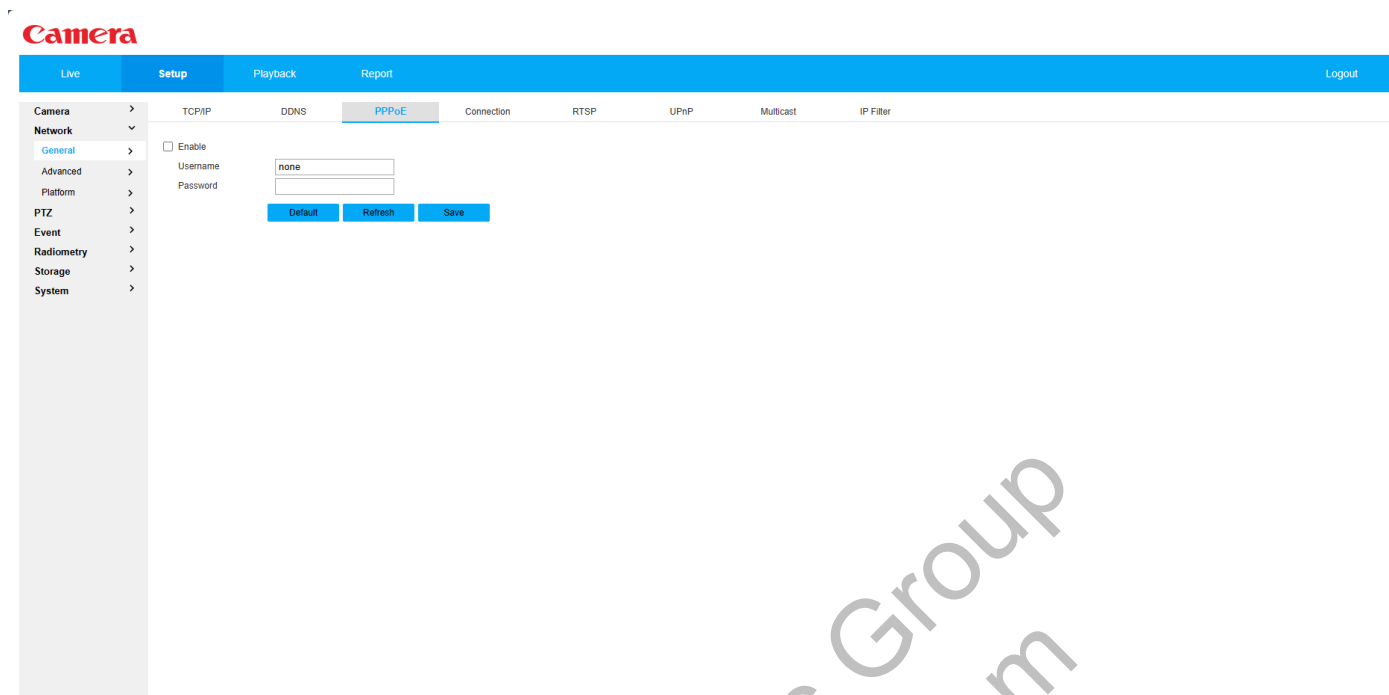 Camera
Live Setup Playback Report Logout
Camera TCP/IP DDNS PPPoE Connection RTSP UPnP Multicast IP Filter
Network
General Enable
Advanced Username none
Platform Password
PTZ Default Refresh Save
Event
Radiometry
Storage
System
Group